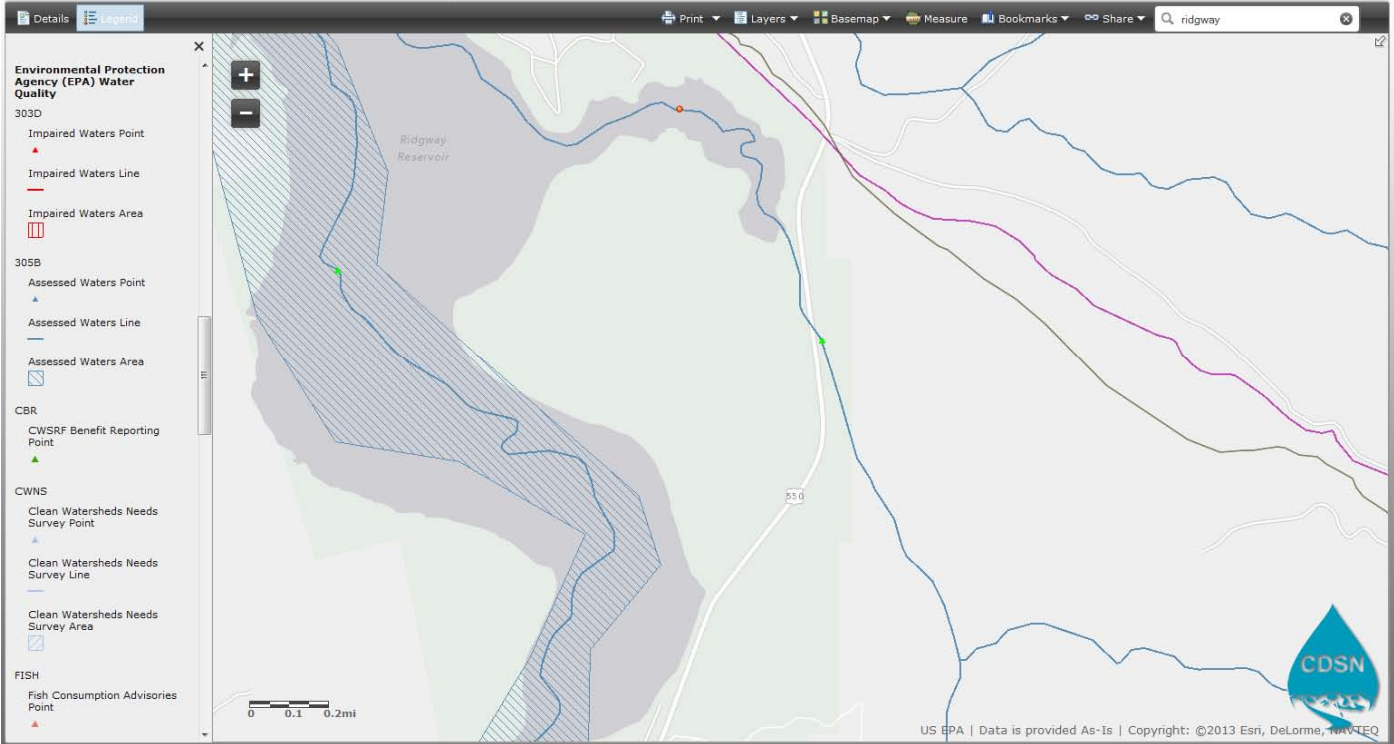 Details
Legend
Print
Layers
Basemap
Measure
Bookmarks
Share
ridgway
Environmental Protection
Agency (EPA) Water
Quality
303D
Impaired Waters Point
Impaired Waters Line
Impaired Waters Area
305B
Assessed Waters Point
Assessed Waters Line
Assessed Waters Area
CBR
CWSRF Benefit Reporting
Point
CWNS
Clean Watersheds Needs
Survey Point
Clean Watersheds Needs
Survey Line
Clean Watersheds Needs
Survey Area
FISH
Fish Consumption Advisories
Point
Ridgway
Reservoir
550
0 0.1 0.2mi
CDSN
US EPA | Data is provided As-Is | Copyright: ©2013 Esri, DeLorme, NAVTEQ